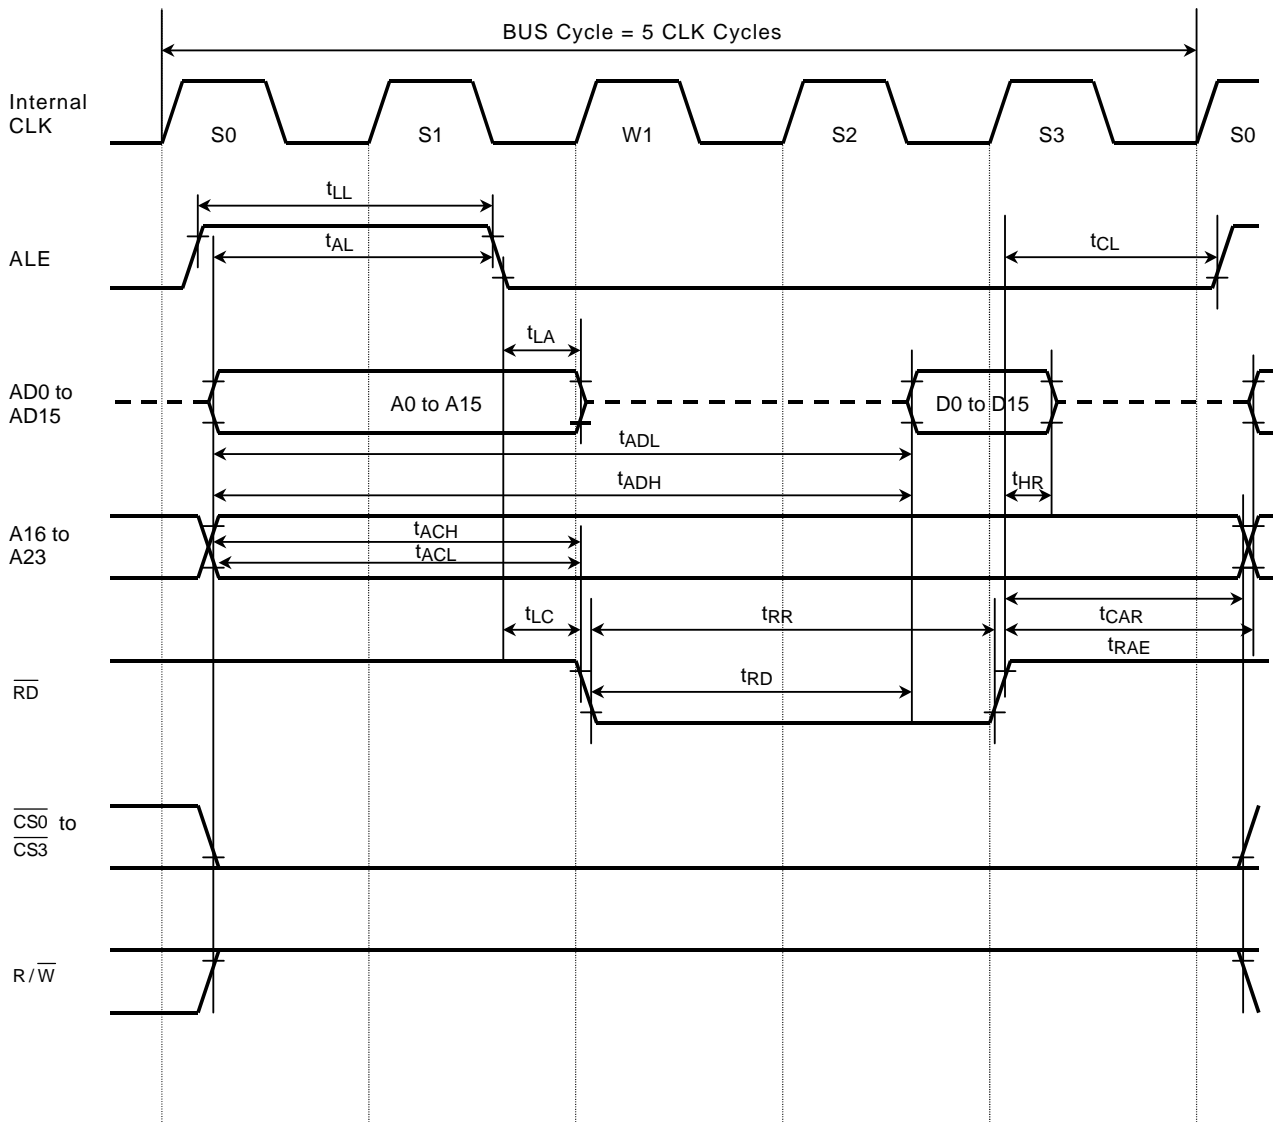 BUS Cycle = 5 CLK Cycles
Internal
CLK
S0 S1 W1 S2 S3 S0
tLL
ALE
tAL
tCL
tLA
AD0 to
AD15
A0 to A15
D0 to D15
tADL
tADH
tHR
A16 to
A23
tACH
tACL
tLC
tRR
tCAR
tRAE
RD
tRD
CS0 to
CS3
R/W